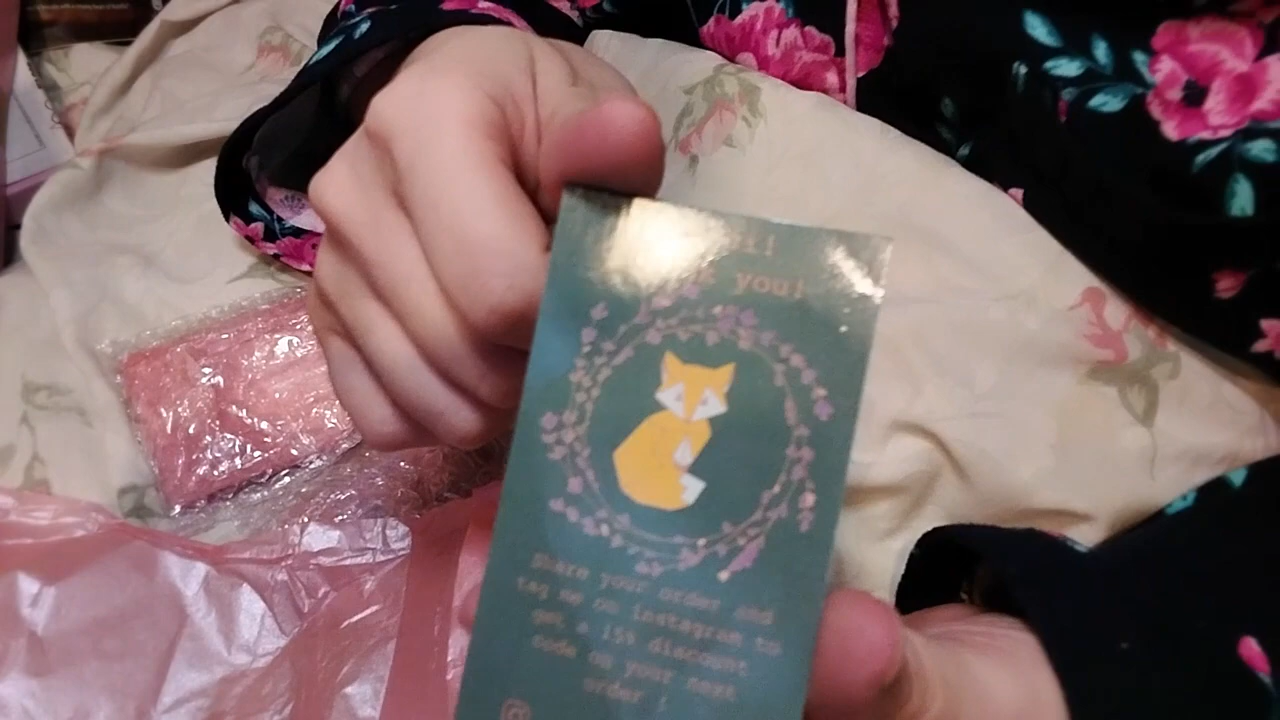 you!
Share your order and
tag me on instagram to
get a 15% discount
code on your next
order !